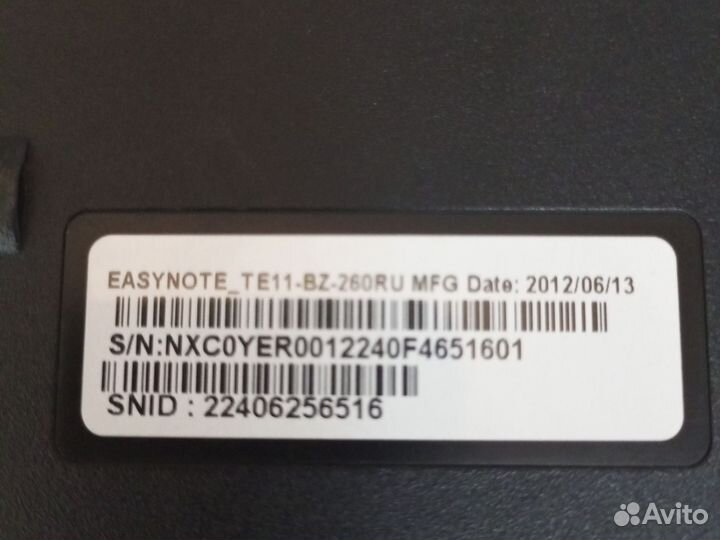 EASYNOTE_TE11-BZ-260RU MFG Date: 2012/06/13
S/N:NXC0YER0012240F4651601
SNID : 22406256516
Avito